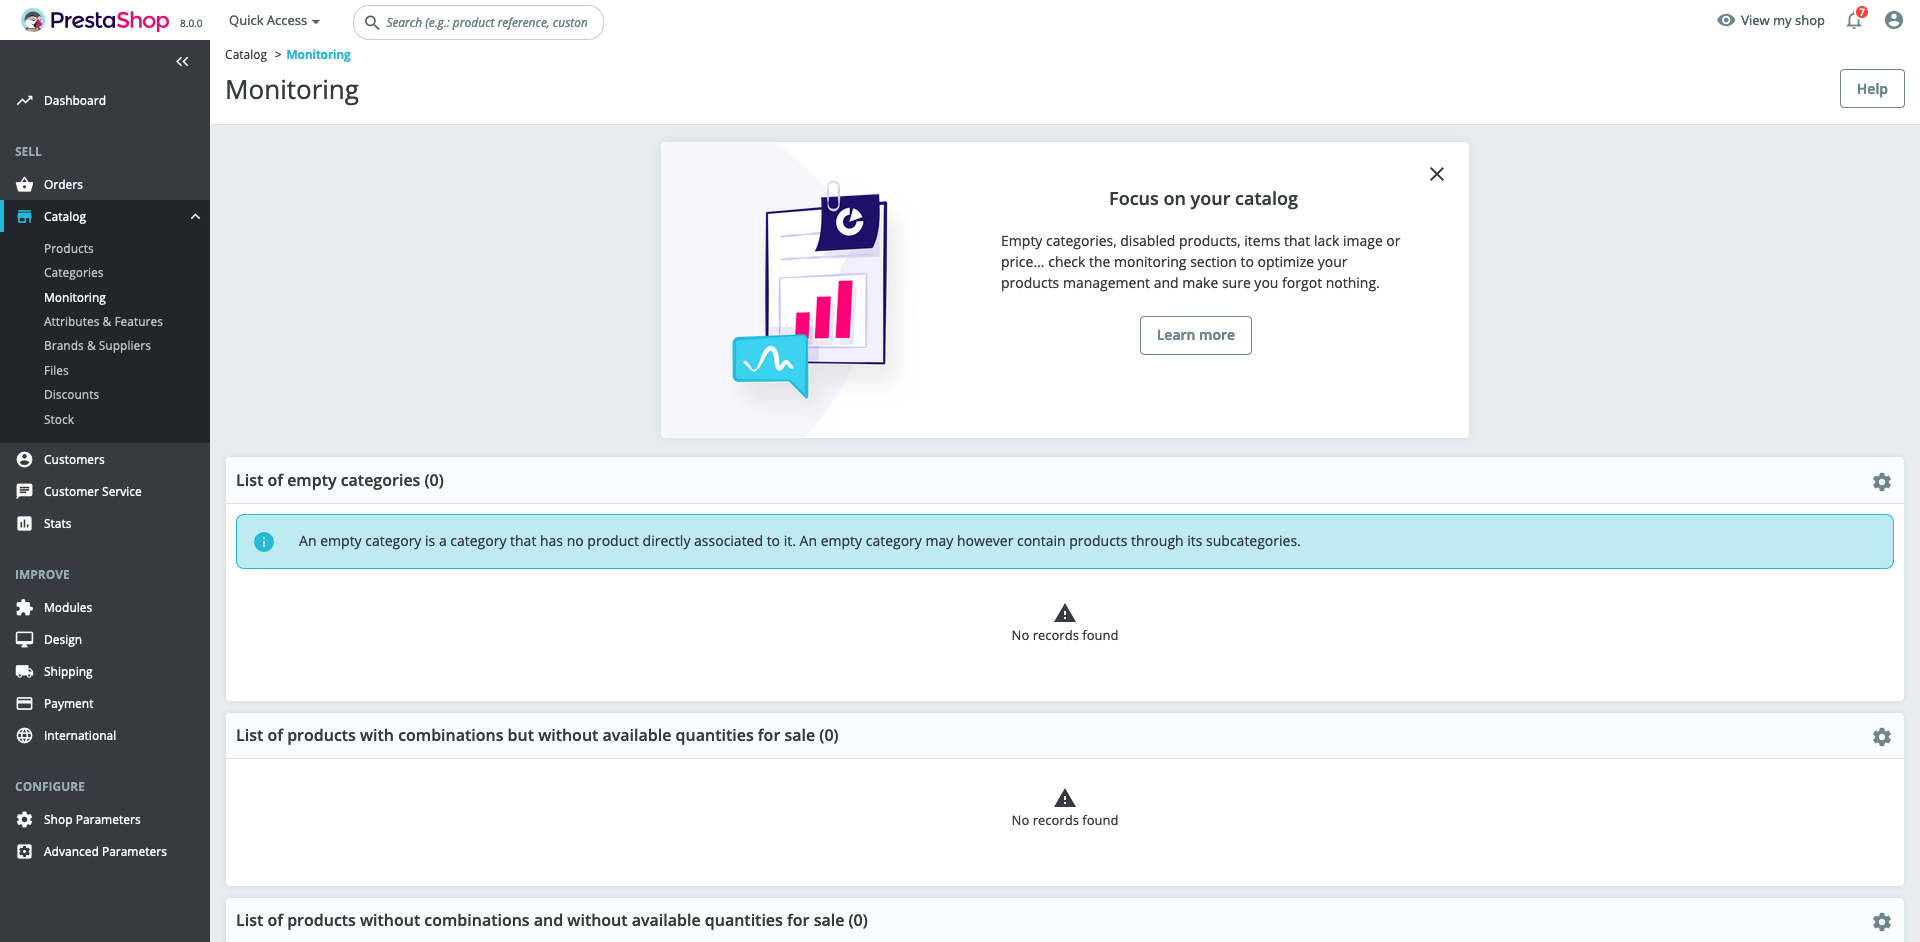 PrestaShop 8.0.0
Quick Access
Search (e.g.: product reference, custon
View my shop
7
Catalog > Monitoring
Monitoring
Help
Dashboard
SELL
Orders
Catalog
Products
Categories
Monitoring
Attributes & Features
Brands & Suppliers
Files
Discounts
Stock
Customers
Customer Service
Stats
IMPROVE
Modules
Design
Shipping
Payment
International
CONFIGURE
Shop Parameters
Advanced Parameters
Focus on your catalog
Empty categories, disabled products, items that lack image or
price... check the monitoring section to optimize your
products management and make sure you forgot nothing.
Learn more
List of empty categories (0)
An empty category is a category that has no product directly associated to it. An empty category may however contain products through its subcategories.
No records found
List of products with combinations but without available quantities for sale (0)
No records found
List of products without combinations and without available quantities for sale (0)